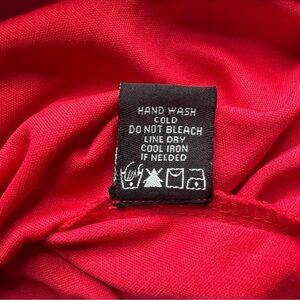 HAND WASH
COLD
DO NOT BLEACH
LINE DRY
COOL IRON
IF NEEDED